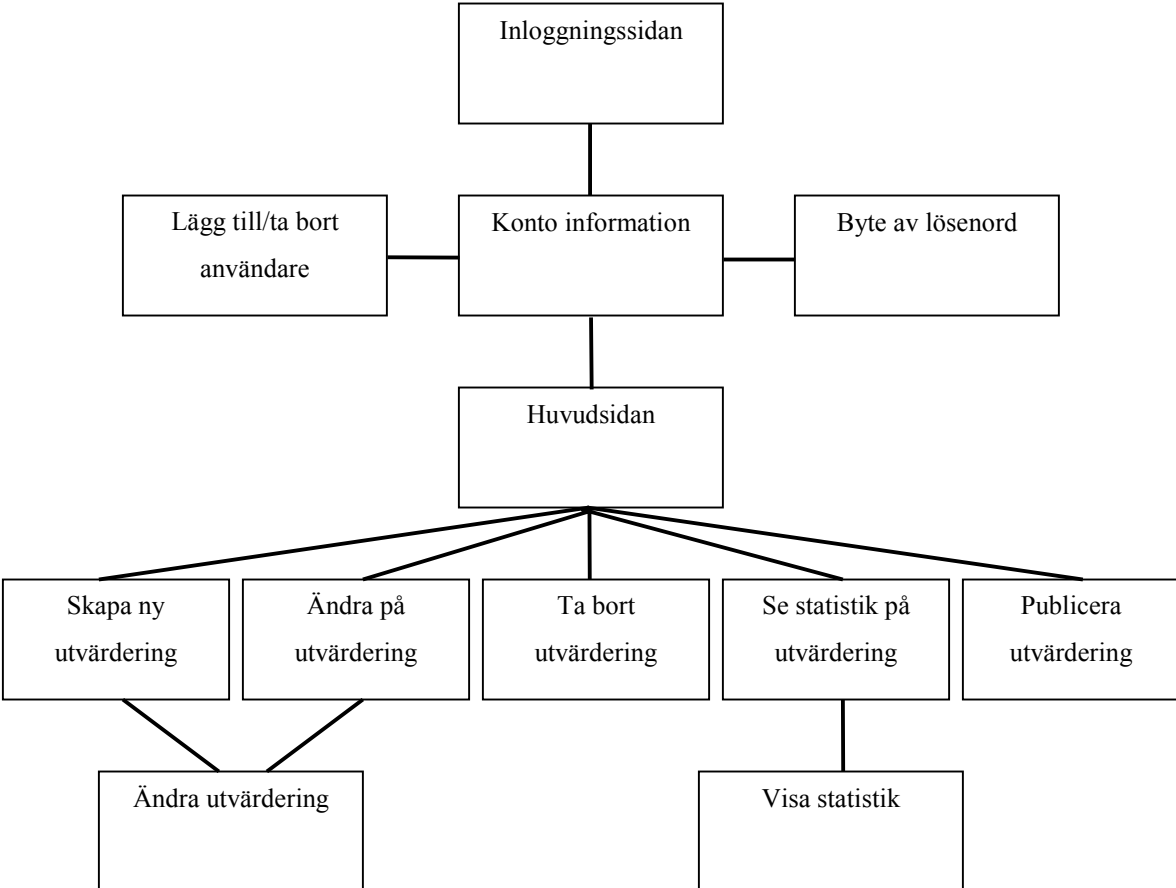 Inloggningssidan
Lägg till/ta bort
användare
Konto information
Byte av lösenord
Huvudsidan
Skapa ny
utvärdering
Ändra på
utvärdering
Ta bort
utvärdering
Se statistik på
utvärdering
Publicera
utvärdering
Ändra utvärdering
Visa statistik